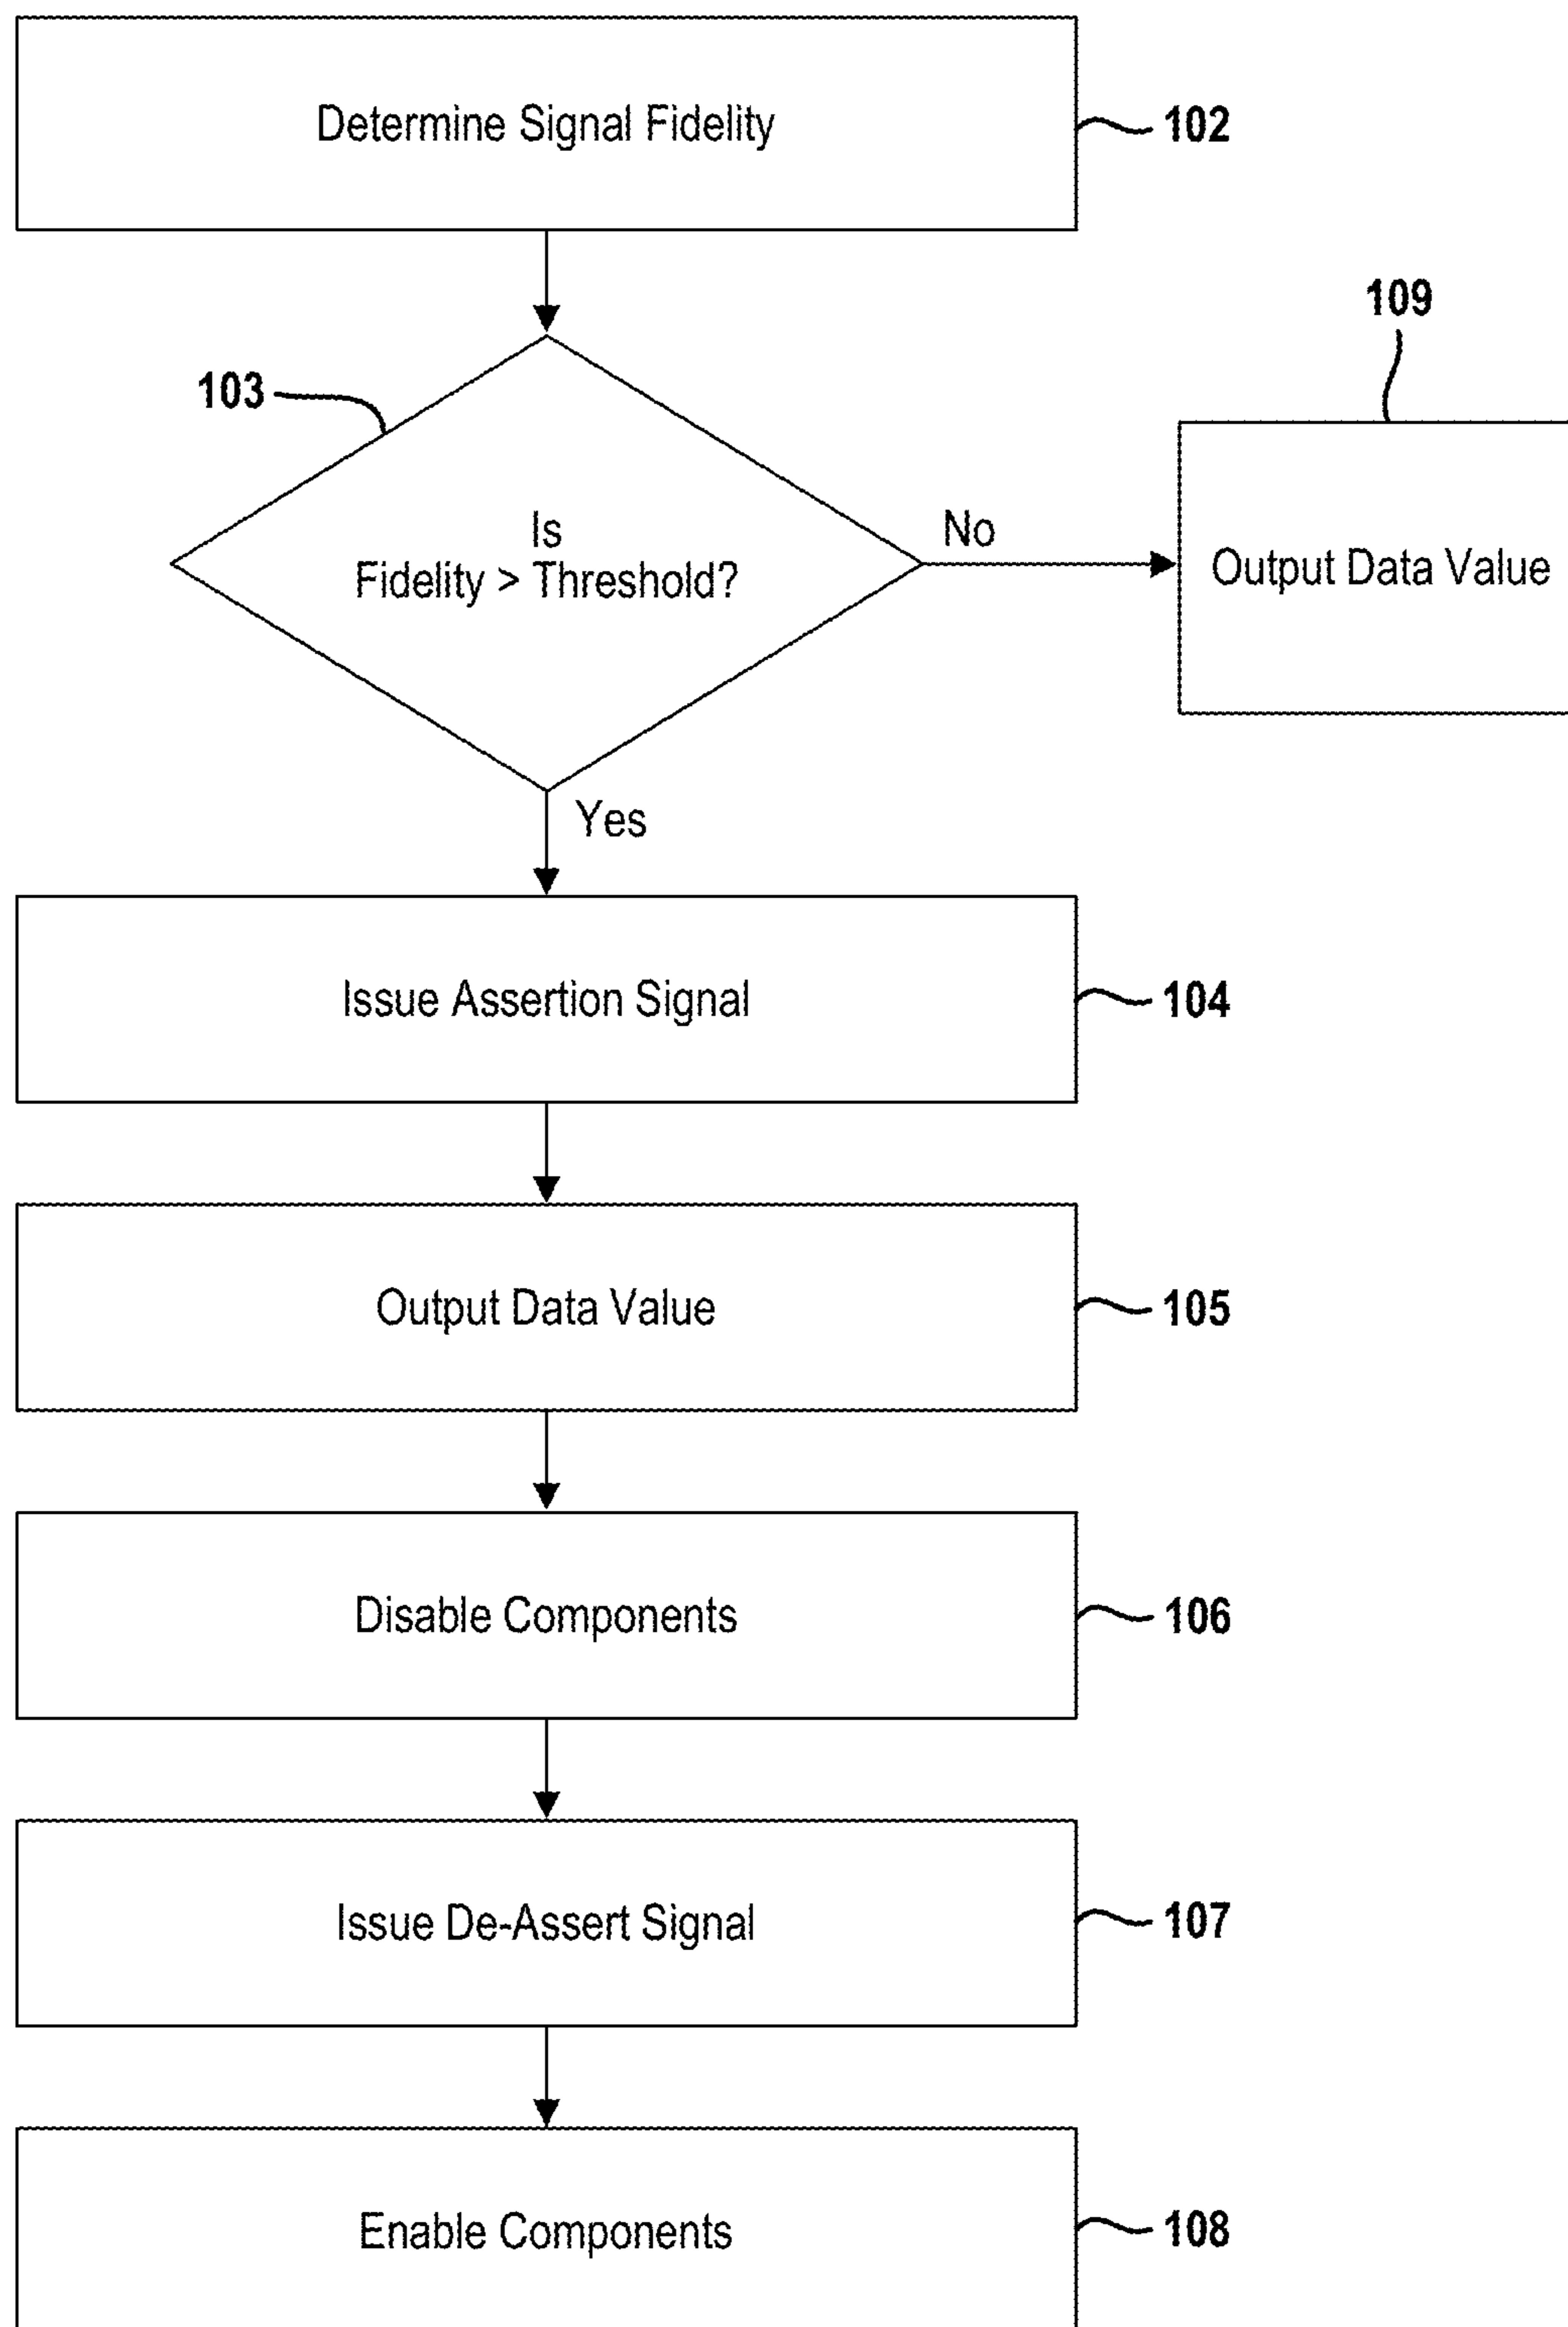 Determine Signal Fidelity
102
109
103
Is
Fidelity > Threshold?
No
Output Data Value
Yes
Issue Assertion Signal
104
Output Data Value
105
Disable Components
106
Issue De-Assert Signal
107
Enable Components
108